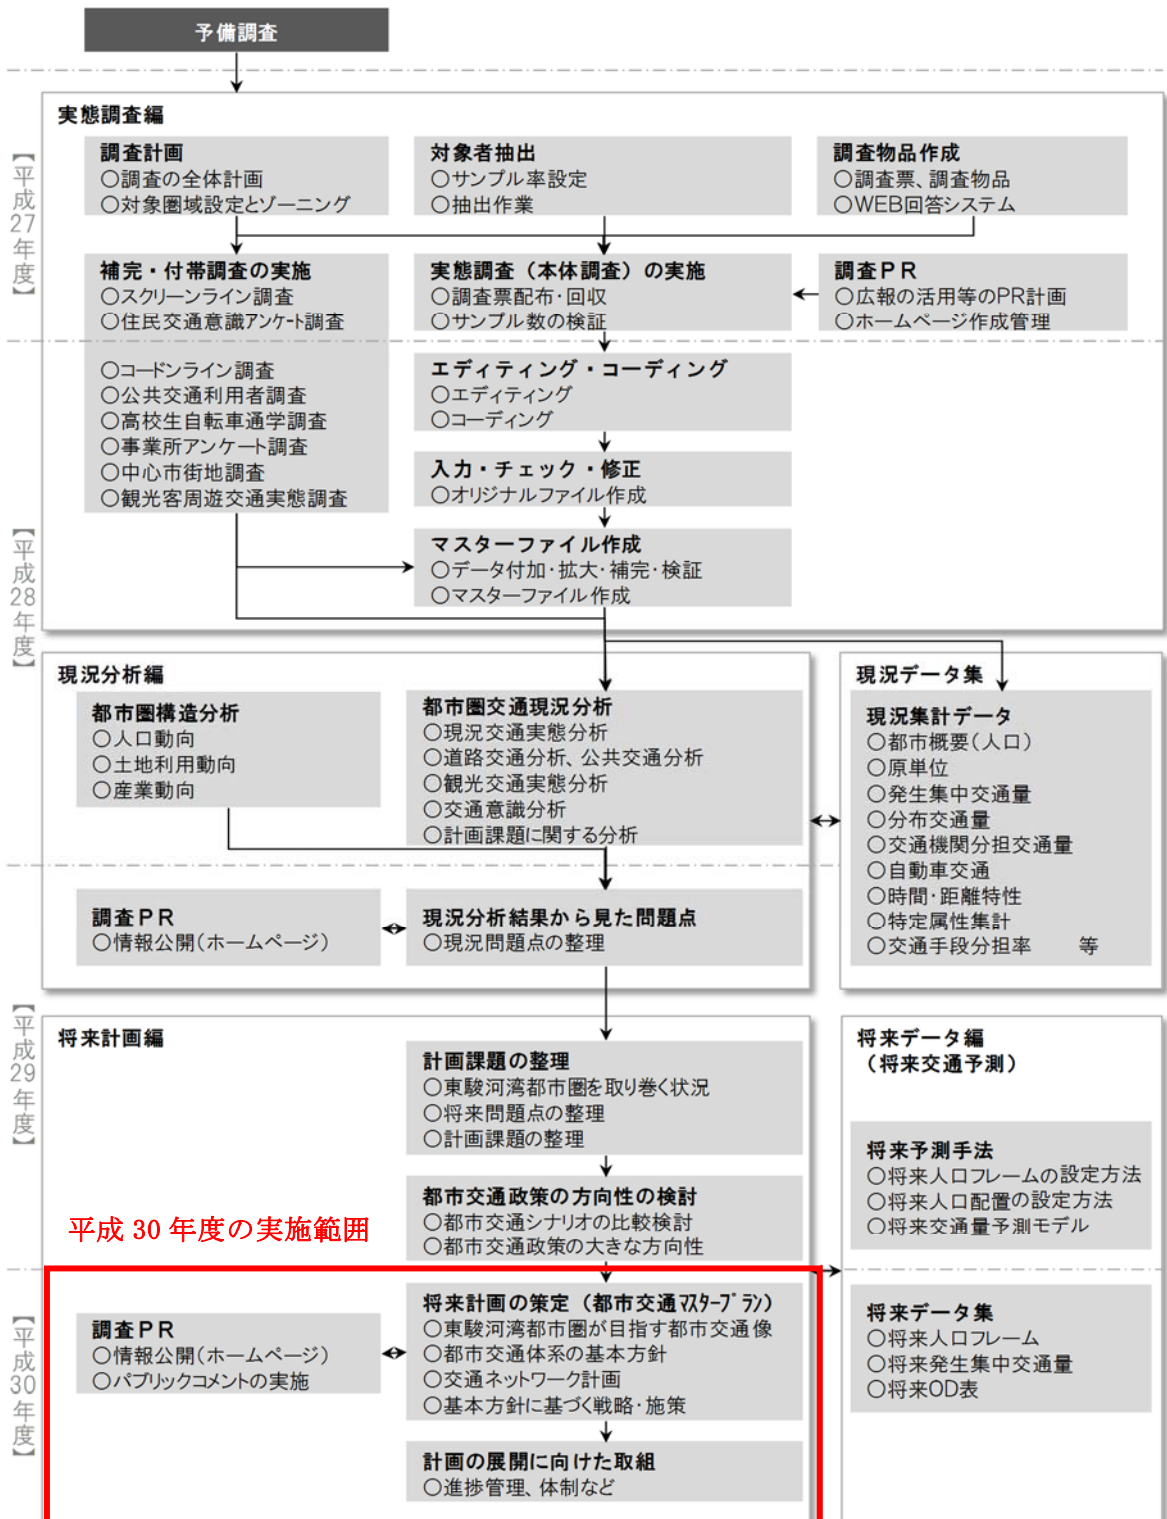 予備調査
実態調査編
【平成27年度】
調査計画
○調査の全体計画
○対象圏域設定とゾーニング
対象者抽出
○サンプル率設定
○抽出作業
調査物品作成
○調査票、調査物品
○WEB回答システム
補完・付帯調査の実施
○スクリーンライン調査
○住民交通意識アンケート調査
○コードンライン調査
○公共交通利用者調査
○高校生自転車通学調査
○事業所アンケート調査
○中心市街地調査
○観光客周遊交通実態調査
実態調査（本体調査）の実施
○調査票配布・回収
○サンプル数の検証
調査ＰＲ
○広報の活用等のPR計画
○ホームページ作成管理
【平成28年度】
エディティング・コーディング
○エディティング
○コーディング
入力・チェック・修正
○オリジナルファイル作成
マスターファイル作成
○データ付加・拡大・補完・検証
○マスターファイル作成
現況分析編
都市圏構造分析
○人口動向
○土地利用動向
○産業動向
都市圏交通現況分析
○現況交通実態分析
○道路交通分析、公共交通分析
○観光交通実態分析
○交通意識分析
○計画課題に関する分析
現況データ集
現況集計データ
○都市概要（人口）
○原単位
○発生集中交通量
○分布交通量
○交通機関分担交通量
○自動車交通
○時間・距離特性
○特定属性集計
○交通手段分担率　等
調査ＰＲ
○情報公開（ホームページ）
現況分析結果から見た問題点
○現況問題点の整理
【平成29年度】
将来計画編
計画課題の整理
○東駿河湾都市圏を取り巻く状況
○将来問題点の整理
○計画課題の整理
都市交通政策の方向性の検討
○都市交通シナリオの比較検討
○都市交通政策の大きな方向性
将来データ編
（将来交通予測）
将来予測手法
○将来人口フレームの設定方法
○将来人口配置の設定方法
○将来交通量予測モデル
平成 30 年度の実施範囲
【平成30年度】
調査ＰＲ
○情報公開（ホームページ）
○パブリックコメントの実施
将来計画の策定（都市交通ﾏｽﾀｰﾌﾟﾗﾝ）
○東駿河湾都市圏が目指す都市交通像
○都市交通体系の基本方針
○交通ネットワーク計画
○基本方針に基づく戦略・施策
計画の展開に向けた取組
○進捗管理、体制など
将来データ集
○将来人口フレーム
○将来発生集中交通量
○将来OD表